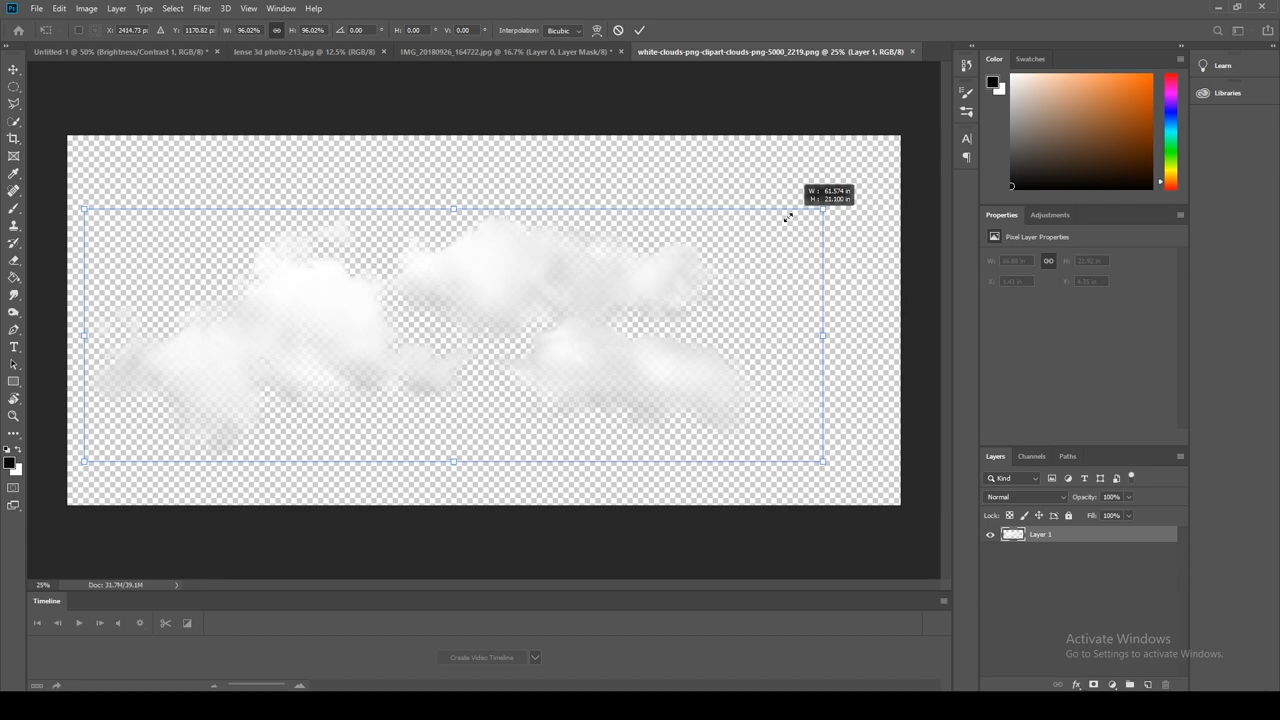 File Edit Image Layer Type Select Filter 3D View Window Help
X: 2414.73 px Y: 1170.82 px W: 96.02% H: 96.02% 0.00 ° H: 0.00 ° V: 0.00 ° Interpolation: Bicubic
Untitled-1 @ 50% (Brightness/Contrast 1, RGB/8) * × lense 3d photo-213.jpg @ 12.5% (RGB/8) × IMG_20180926_164722.jpg @ 16.7% (Layer 0, Layer Mask/8) * × white-clouds-png-clipart-clouds-png-5000_2219.png @ 25% (Layer 1, RGB/8) ×
Color Swatches
Learn
Libraries
W: 61.574 in
H: 21.100 in
Properties Adjustments
Pixel Layer Properties
W: 66.88 in H: 22.92 in
X: 1.43 in Y: 4.35 in
Layers Channels Paths
Kind
Normal Opacity: 100%
Lock: Fill: 100%
Layer 1
25% Doc: 31.7M/39.1M
Timeline
Create Video Timeline
Activate Windows
Go to Settings to activate Windows.